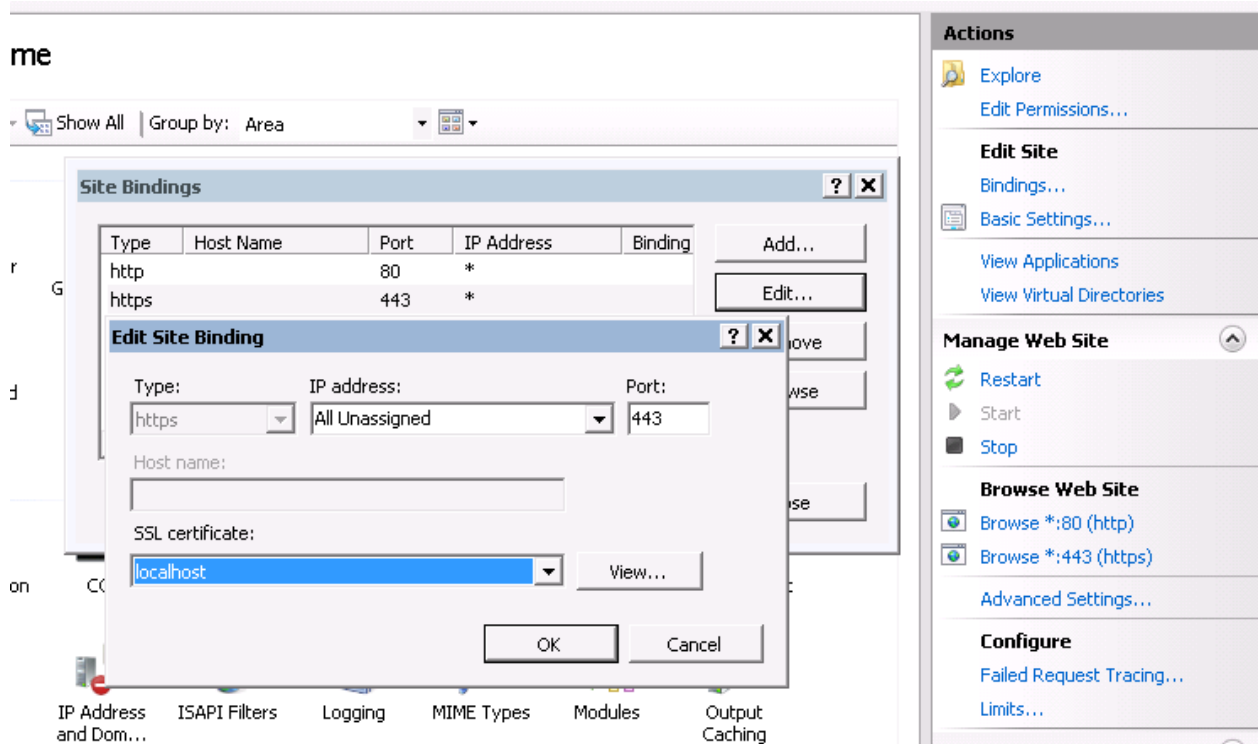 me
Show All Group by: Area
Site Bindings
Type Host Name Port IP Address Binding
http 80 *
https 443 *
Add...
Edit...
Edit Site Binding
Type: IP address: Port:
https All Unassigned 443
Host name:
SSL certificate:
localhost View...
OK Cancel
IP Address and Dom...
ISAPI Filters
Logging
MIME Types
Modules
Output Caching
Actions
Explore
Edit Permissions...
Edit Site
Bindings...
Basic Settings...
View Applications
View Virtual Directories
Manage Web Site
Restart
Start
Stop
Browse Web Site
Browse *:80 (http)
Browse *:443 (https)
Advanced Settings...
Configure
Failed Request Tracing...
Limits...